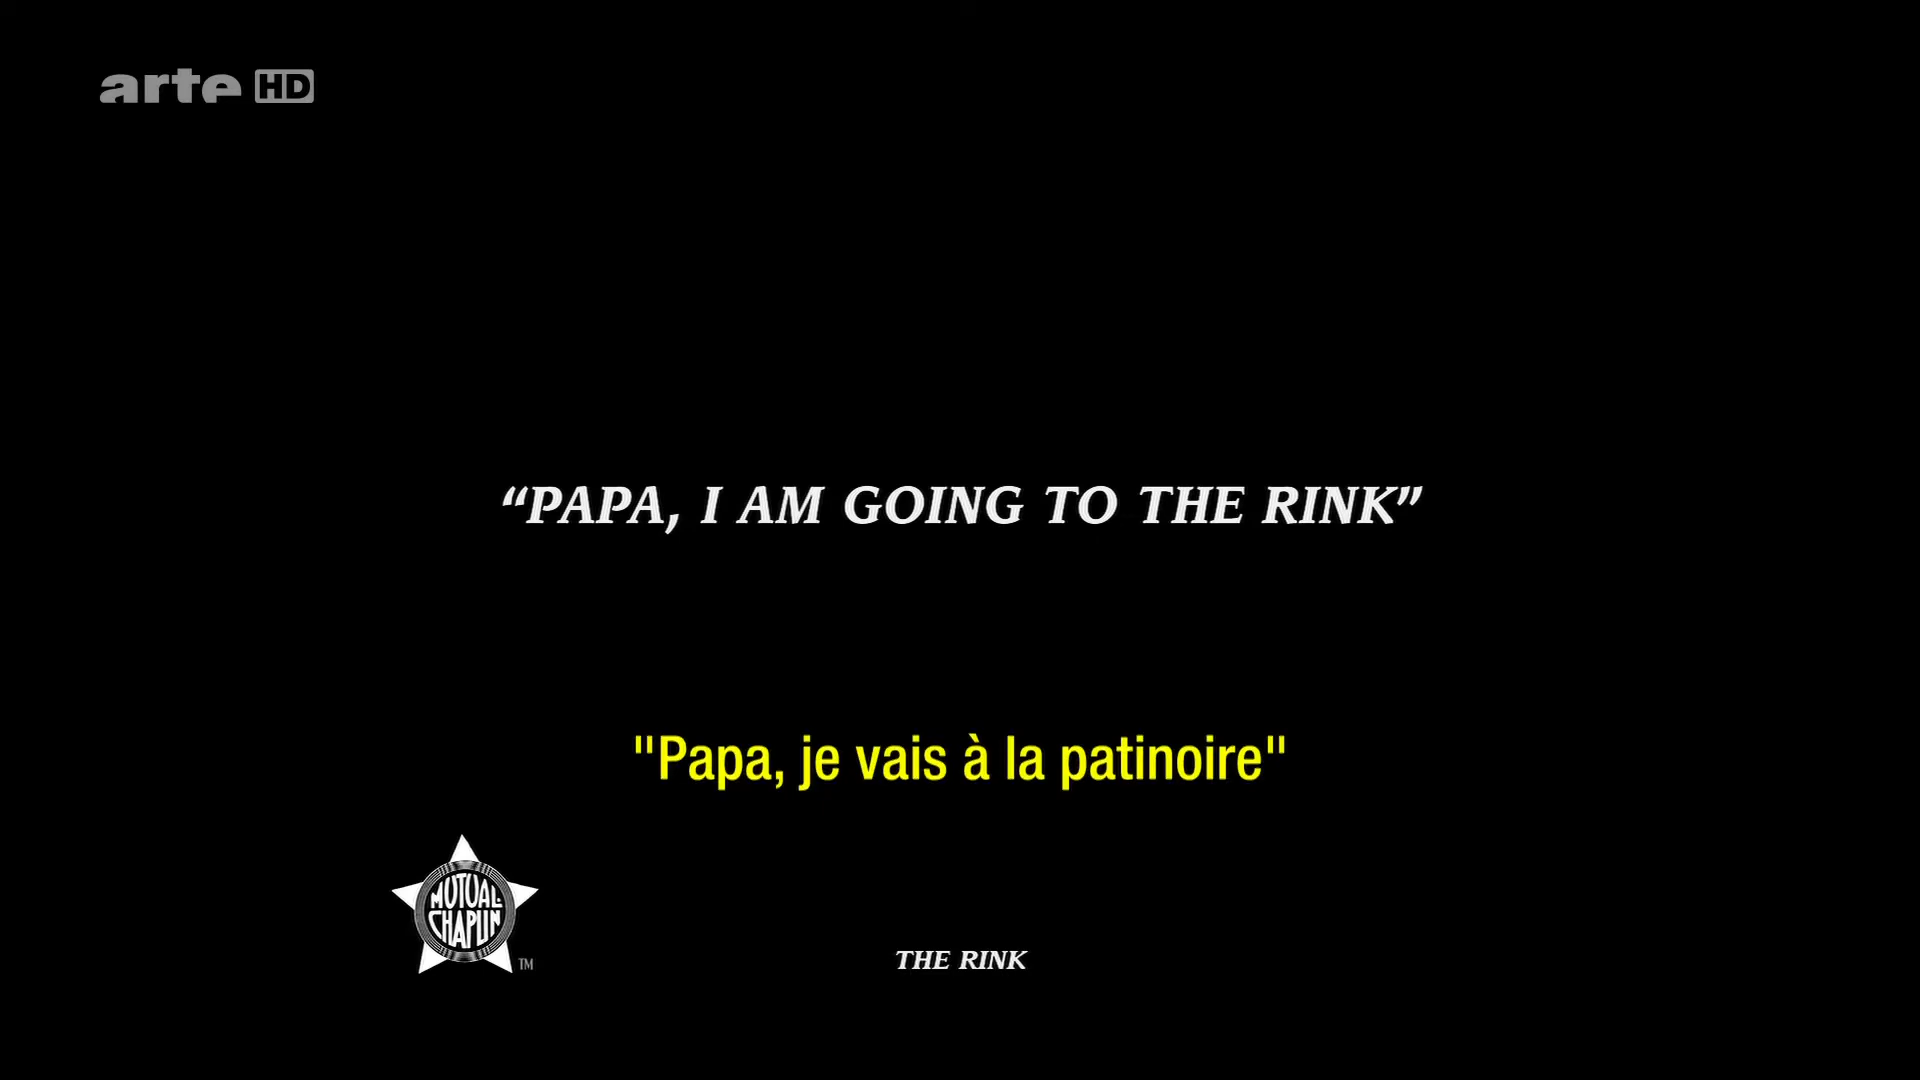 arte HD
“PAPA, I AM GOING TO THE RINK”
"Papa, je vais à la patinoire"
MUTUAL-
CHAPLIN
TM
THE RINK